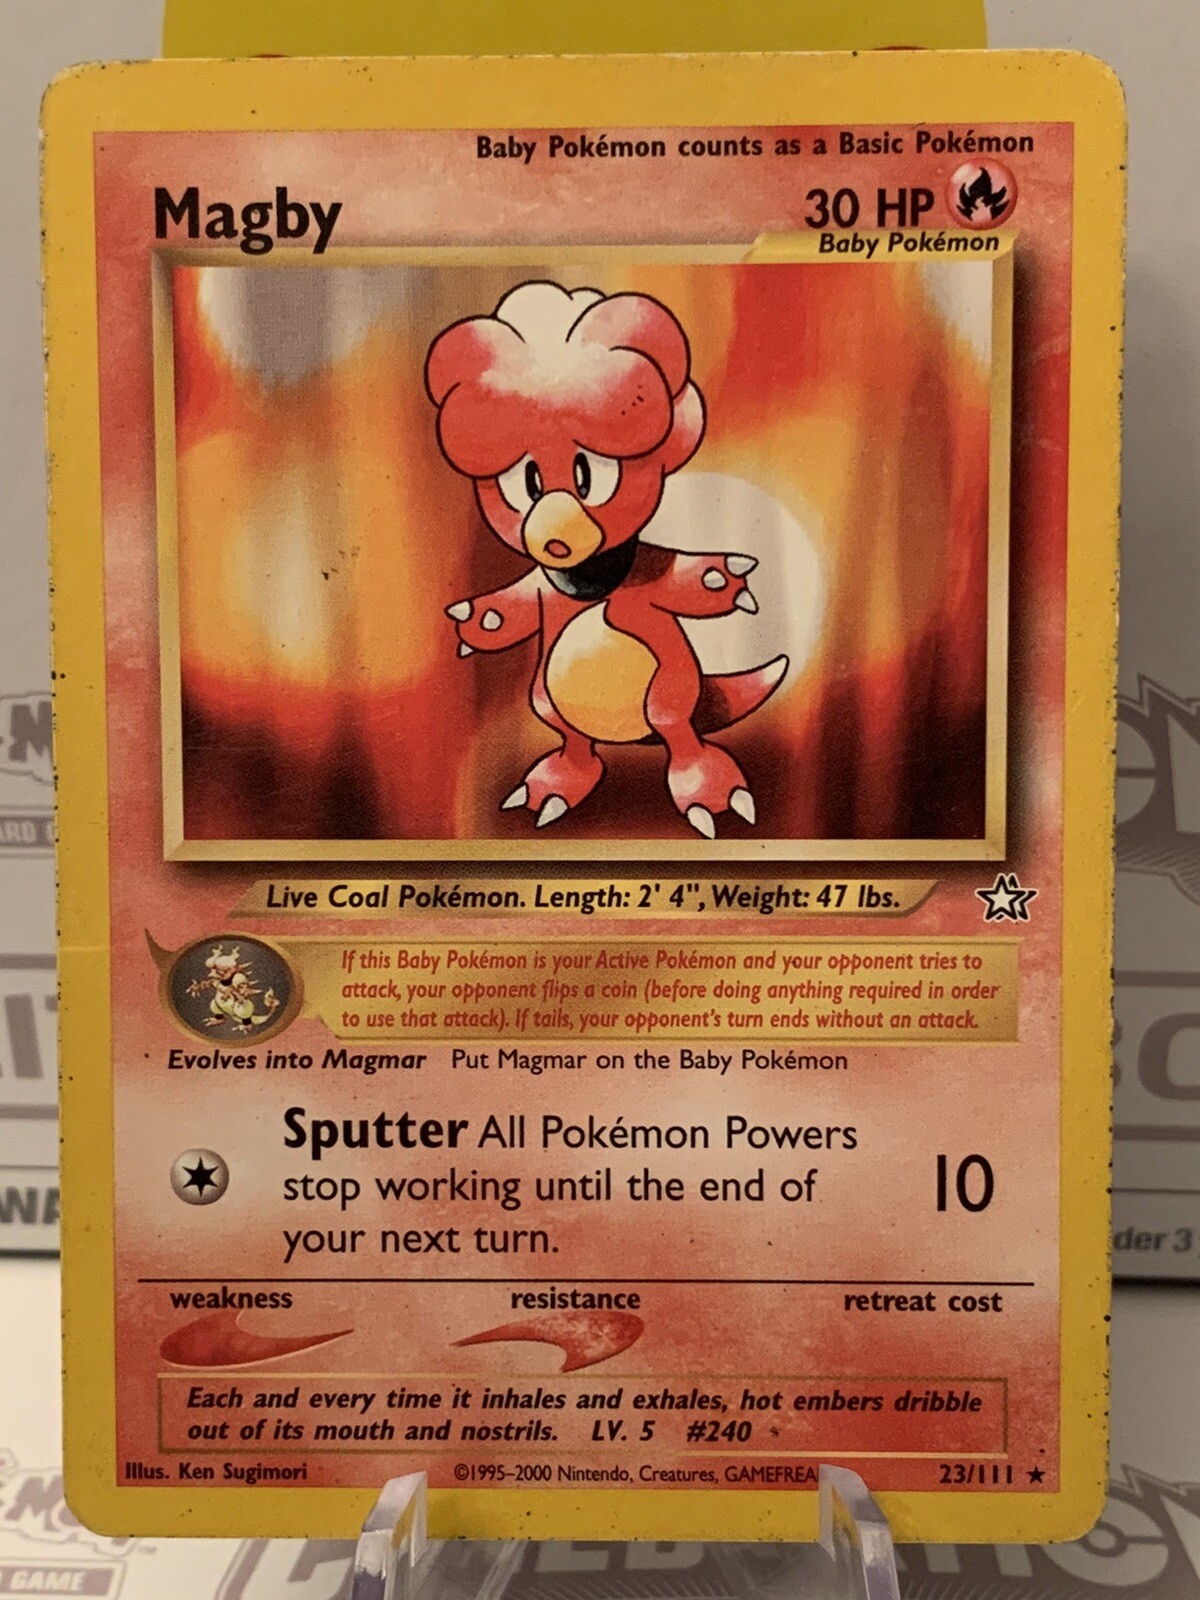 Baby Pokémon counts as a Basic Pokémon
Magby
30 HP
Baby Pokémon
Live Coal Pokémon. Length: 2' 4", Weight: 47 lbs.
If this Baby Pokémon is your Active Pokémon and your opponent tries to
attack, your opponent flips a coin (before doing anything required in order
to use that attack). If tails, your opponent's turn ends without an attack.
Evolves into Magmar Put Magmar on the Baby Pokémon
Sputter All Pokémon Powers
stop working until the end of
your next turn.
10
weakness
resistance
retreat cost
Each and every time it inhales and exhales, hot embers dribble
out of its mouth and nostrils. LV. 5 #240
Illus. Ken Sugimori
©1995–2000 Nintendo, Creatures, GAMEFREA
23/111 ★
der 3
GAME